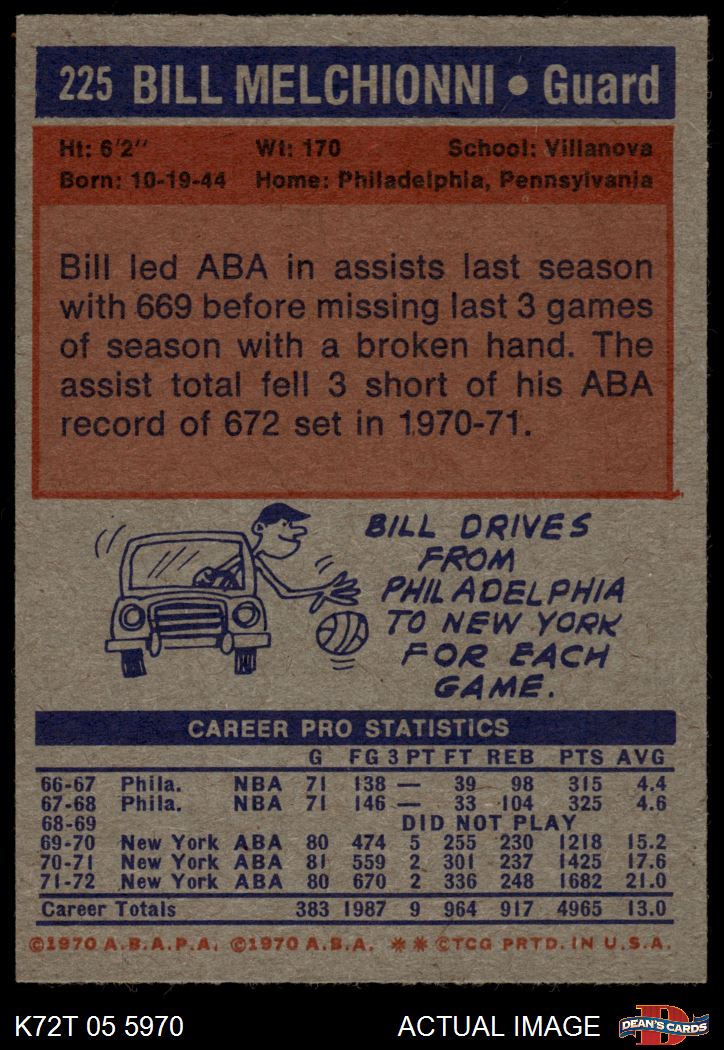 225 BILL MELCHIONNI • Guard
Ht: 6'2" Wt: 170 School: Villanova
Born: 10-19-44 Home: Philadelphia, Pennsylvania
Bill led ABA in assists last season
with 669 before missing last 3 games
of season with a broken hand. The
assist total fell 3 short of his ABA
record of 672 set in 1970-71.
BILL DRIVES
FROM
PHILADELPHIA
TO NEW YORK
FOR EACH
GAME.
CAREER PRO STATISTICS
G FG 3 PT FT REB PTS AVG
66-67 Phila. NBA 71 138 — 39 98 315 4.4
67-68 Phila. NBA 71 146 — 33 104 325 4.6
68-69 DID NOT PLAY
69-70 New York ABA 80 474 5 255 230 1218 15.2
70-71 New York ABA 81 559 2 301 237 1425 17.6
71-72 New York ABA 80 670 2 336 248 1682 21.0
Career Totals 383 1987 9 964 917 4965 13.0
©1970 A.B.A.P.A. ©1970 A.B.A. ** ©TCG PRTD. IN U.S.A.
K72T 05 5970 ACTUAL IMAGE D DEAN'S CARDS